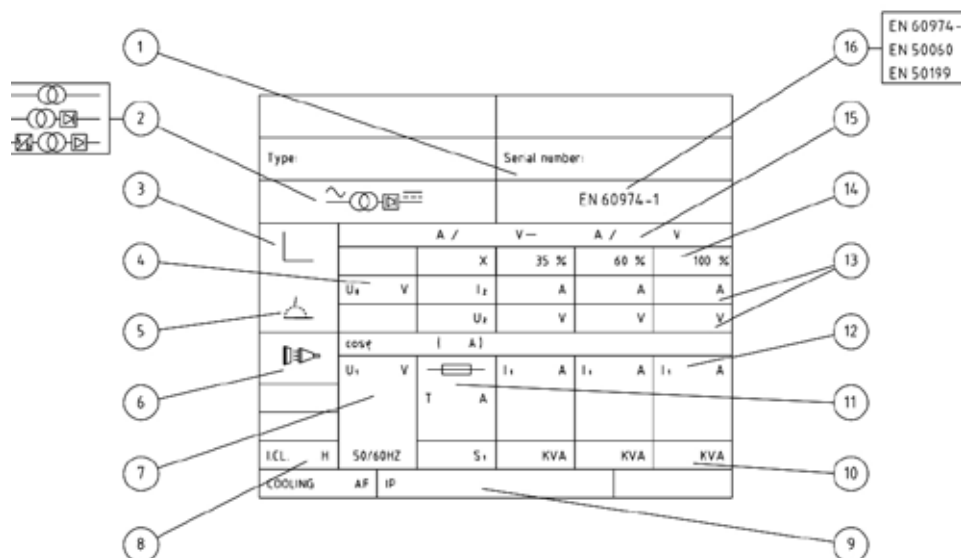 1
16
EN 60974-
EN 50060
EN 50199
2
15
Type:
Serial number:
EN 60974-1
3
14
A / V— A / V
X 35 % 60 % 100 %
4
13
U₀ V I₂ A A A
5
U₂ V V V
12
cosφ ( A)
6
U₁ V I₁ A I₁ A I₁ A
11
T A
7
10
I.CL. H 50/60HZ S₁ KVA KVA KVA
COOLING AF IP
8
9